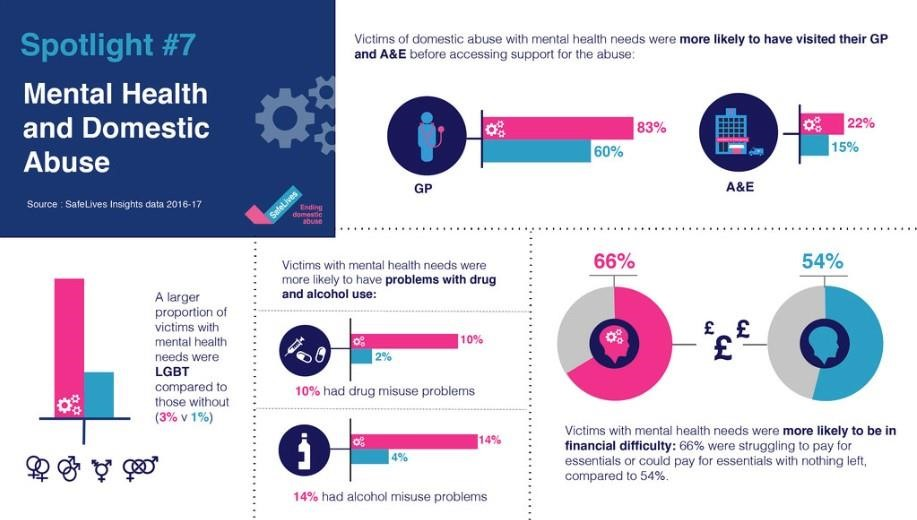 Spotlight #7
Mental Health
and Domestic
Abuse
Source : SafeLives Insights data 2016-17
SafeLives
Ending
domestic
abuse
Victims of domestic abuse with mental health needs were more likely to have visited their GP
and A&E before accessing support for the abuse:
83%
60%
GP
22%
15%
A&E
A larger
proportion of
victims with
mental health
needs were
LGBT
compared to
those without
(3% v 1%)
Victims with mental health needs were
more likely to have problems with drug
and alcohol use:
10%
2%
10% had drug misuse problems
14%
4%
14% had alcohol misuse problems
66%
54%
£ £ £
Victims with mental health needs were more likely to be in
financial difficulty: 66% were struggling to pay for
essentials or could pay for essentials with nothing left,
compared to 54%.